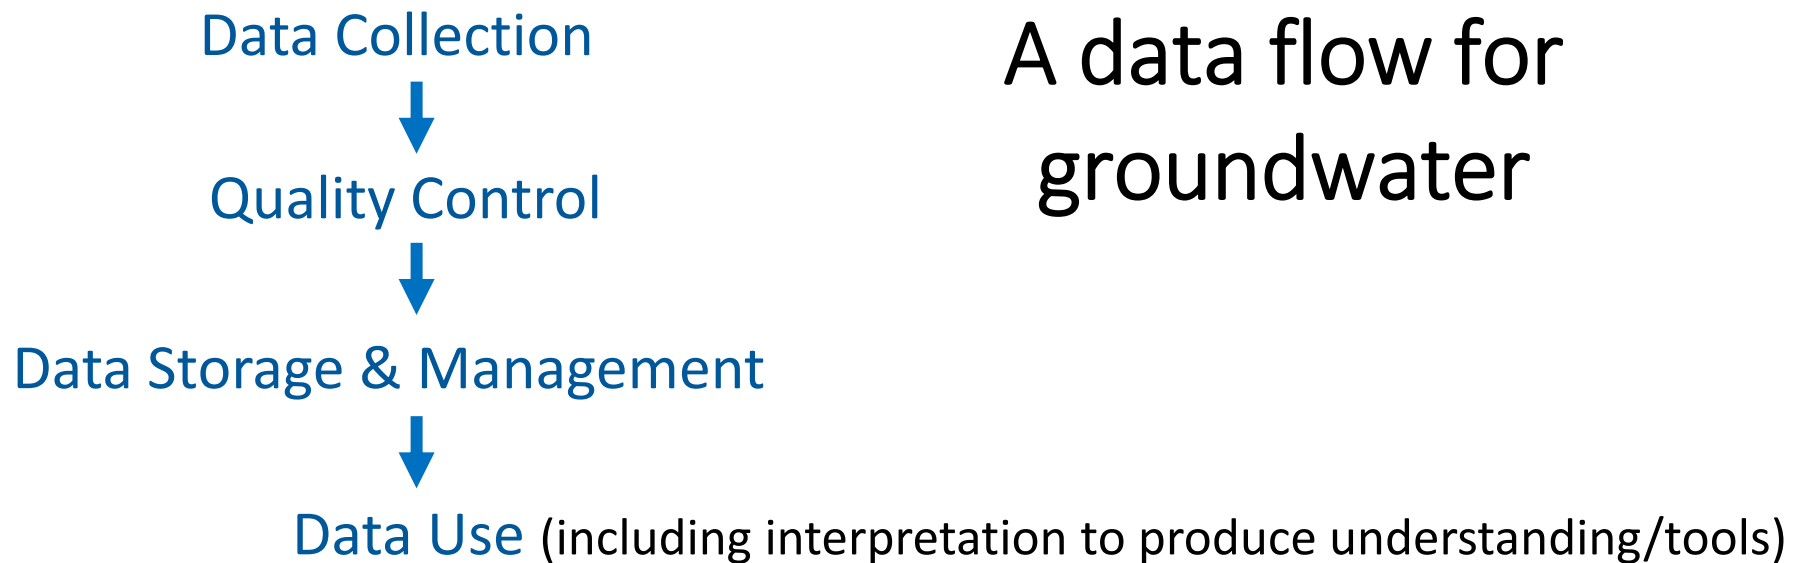 Data Collection
A data flow for
groundwater
Quality Control
Data Storage & Management
Data Use (including interpretation to produce understanding/tools)